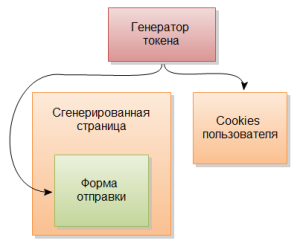 Генератор
токена
Сгенерированная
страница
Форма
отправки
Cookies
пользователя